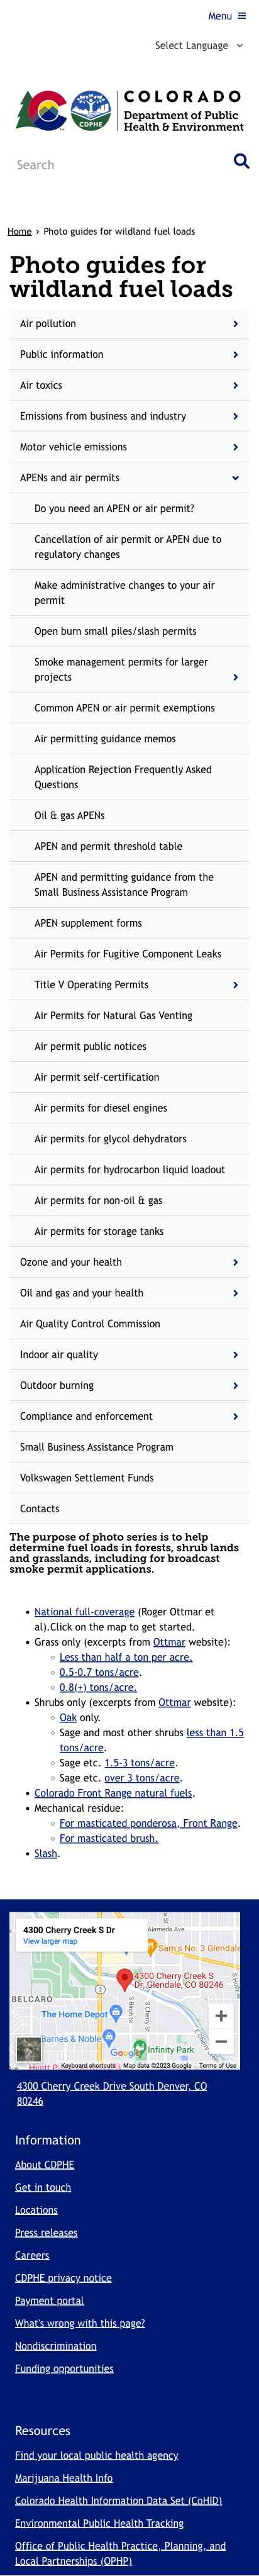 Menu
Select Language
CDPHE
COLORADO
Department of Public
Health & Environment
Search
Home › Photo guides for wildland fuel loads
Photo guides for
wildland fuel loads
Air pollution
Public information
Air toxics
Emissions from business and industry
Motor vehicle emissions
APENs and air permits
Do you need an APEN or air permit?
Cancellation of air permit or APEN due to
regulatory changes
Make administrative changes to your air
permit
Open burn small piles/slash permits
Smoke management permits for larger
projects
Common APEN or air permit exemptions
Air permitting guidance memos
Application Rejection Frequently Asked
Questions
Oil & gas APENs
APEN and permit threshold table
APEN and permitting guidance from the
Small Business Assistance Program
APEN supplement forms
Air Permits for Fugitive Component Leaks
Title V Operating Permits
Air Permits for Natural Gas Venting
Air permit public notices
Air permit self-certification
Air permits for diesel engines
Air permits for glycol dehydrators
Air permits for hydrocarbon liquid loadout
Air permits for non-oil & gas
Air permits for storage tanks
Ozone and your health
Oil and gas and your health
Air Quality Control Commission
Indoor air quality
Outdoor burning
Compliance and enforcement
Small Business Assistance Program
Volkswagen Settlement Funds
Contacts
The purpose of photo series is to help
determine fuel loads in forests, shrub lands
and grasslands, including for broadcast
smoke permit applications.
National full-coverage (Roger Ottmar et
al).Click on the map to get started.
Grass only (excerpts from Ottmar website):
Less than half a ton per acre.
0.5-0.7 tons/acre.
0.8(+) tons/acre.
Shrubs only (excerpts from Ottmar website):
Oak only.
Sage and most other shrubs less than 1.5
tons/acre.
Sage etc. 1.5-3 tons/acre.
Sage etc. over 3 tons/acre.
Colorado Front Range natural fuels.
Mechanical residue:
For masticated ponderosa, Front Range.
For masticated brush.
Slash.
4300 Cherry Creek S Dr
View larger map
Alameda Ave
Sam's No. 3 Glendale
4300 Cherry Creek S
Dr, Glendale, CO 80246
BELCARO
S Birch St
The Home Depot
Barnes & Noble
Infinity Park
Google
Hyatt P
Keyboard shortcuts
Map data ©2023 Google
Terms of Use
4300 Cherry Creek Drive South Denver, CO
80246
Information
About CDPHE
Get in touch
Locations
Press releases
Careers
CDPHE privacy notice
Payment portal
What's wrong with this page?
Nondiscrimination
Funding opportunities
Resources
Find your local public health agency
Marijuana Health Info
Colorado Health Information Data Set (CoHID)
Environmental Public Health Tracking
Office of Public Health Practice, Planning, and
Local Partnerships (OPHP)